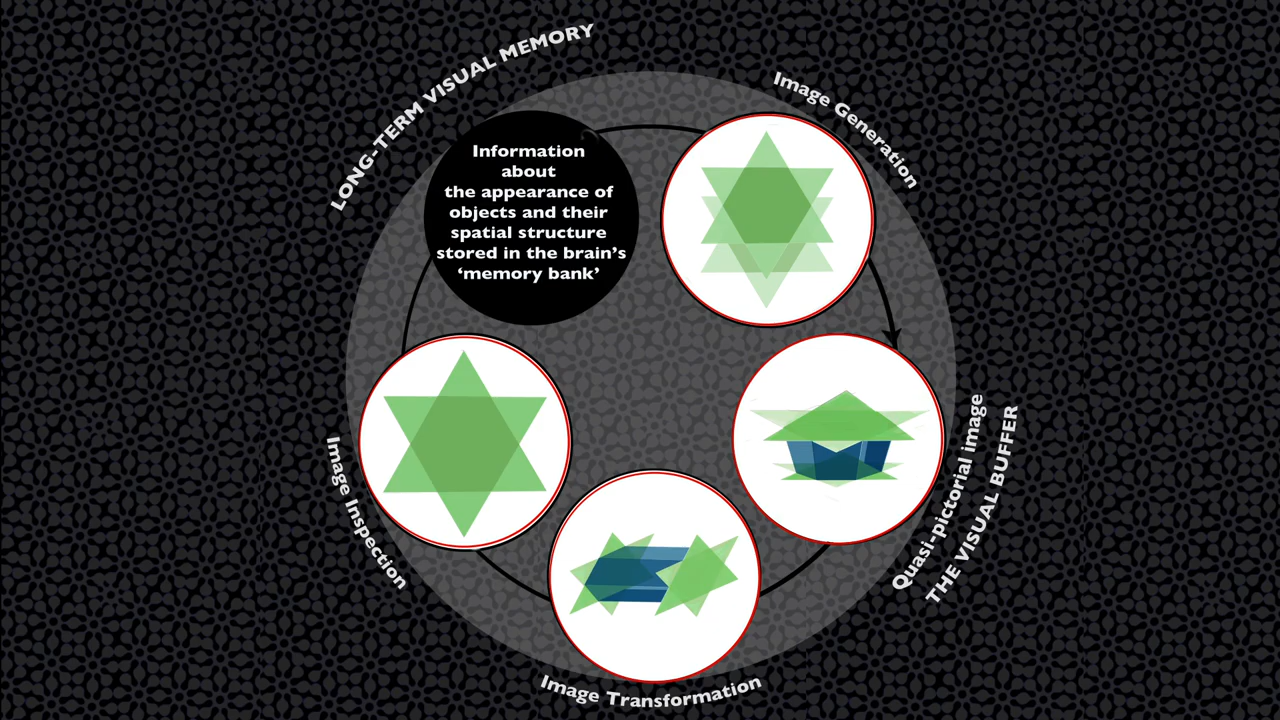 LONG-TERM VISUAL MEMORY
Information
about
the appearance of
objects and their
spatial structure
stored in the brain’s
‘memory bank’
Image Generation
Quasi-pictorial image
THE VISUAL BUFFER
Image Transformation
Image Inspection